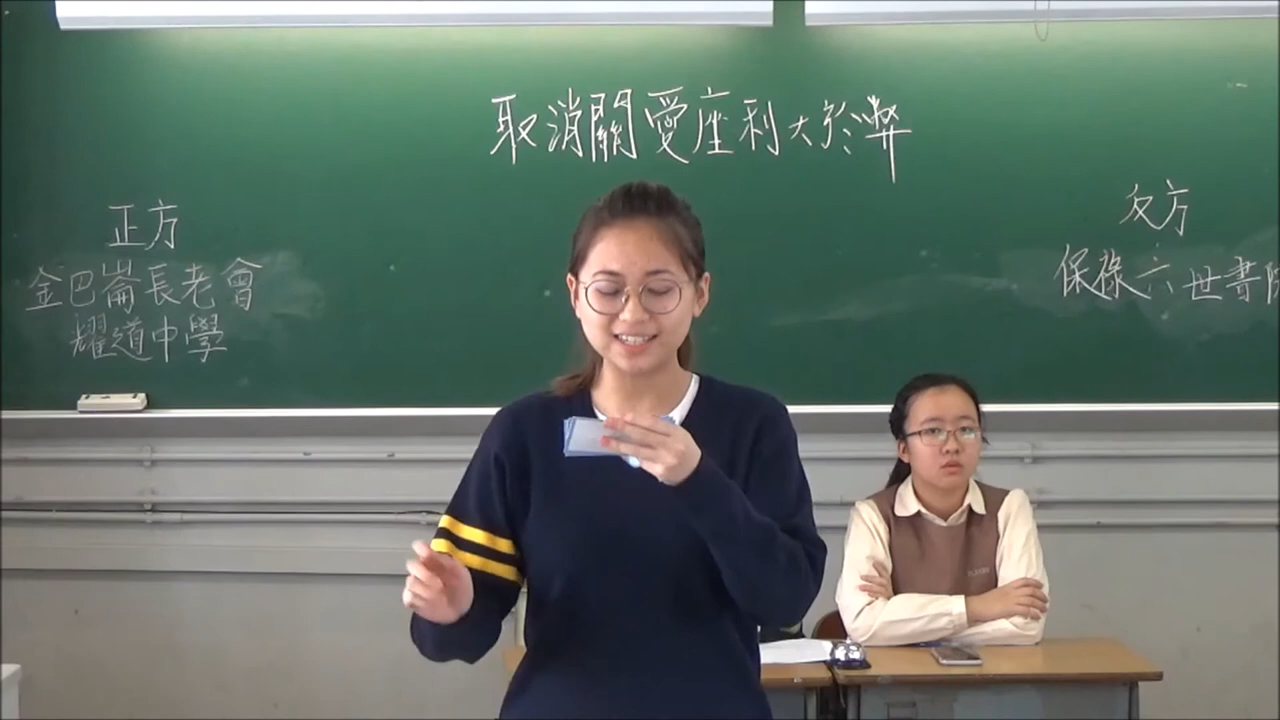 取消關愛座利大於弊
正方
金巴崙長老會
耀道中學
反方
保祿六世書院